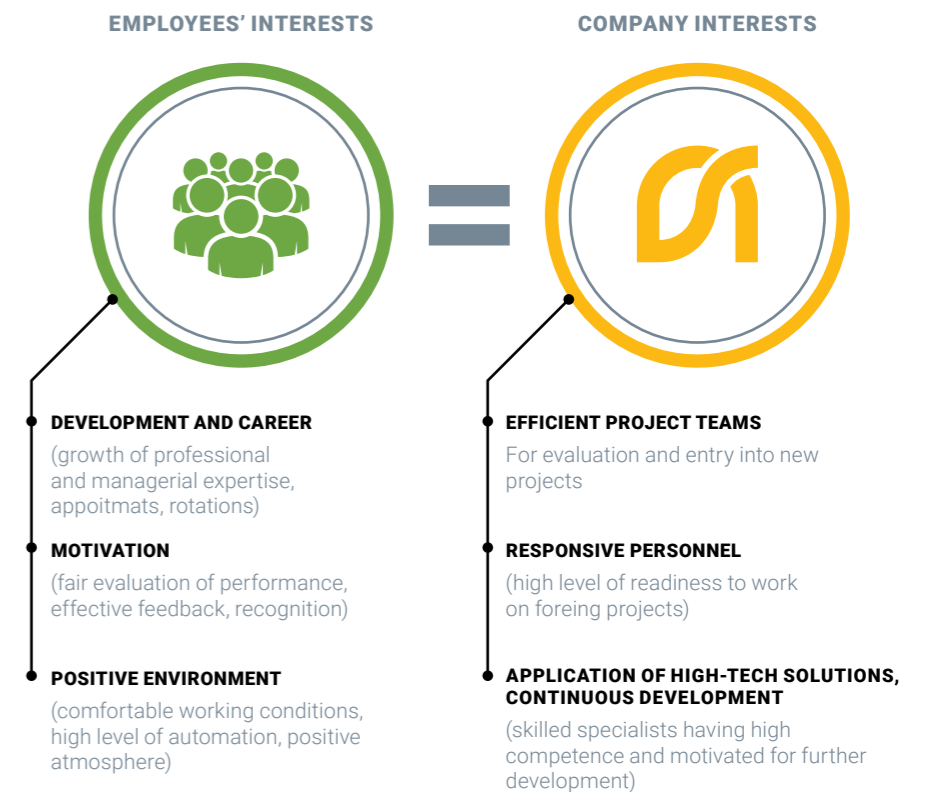 EMPLOYEES’ INTERESTS
COMPANY INTERESTS
DEVELOPMENT AND CAREER
(growth of professional
and managerial expertise,
appoitmats, rotations)
MOTIVATION
(fair evaluation of performance,
effective feedback, recognition)
POSITIVE ENVIRONMENT
(comfortable working conditions,
high level of automation, positive
atmosphere)
EFFICIENT PROJECT TEAMS
For evaluation and entry into new
projects
RESPONSIVE PERSONNEL
(high level of readiness to work
on foreing projects)
APPLICATION OF HIGH-TECH SOLUTIONS,
CONTINUOUS DEVELOPMENT
(skilled specialists having high
competence and motivated for further
development)